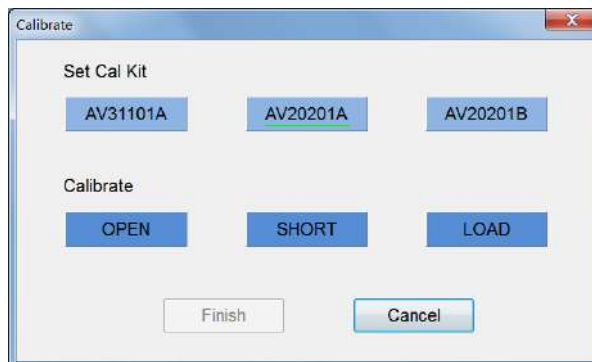 Calibrate
Set Cal Kit
AV31101A AV20201A AV20201B
Calibrate
OPEN SHORT LOAD
Finish Cancel